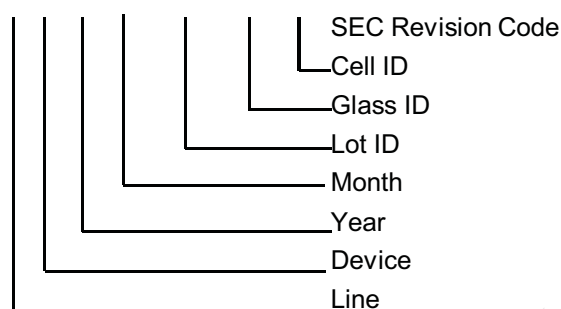 SEC Revision Code
Cell ID
Glass ID
Lot ID
Month
Year
Device
Line